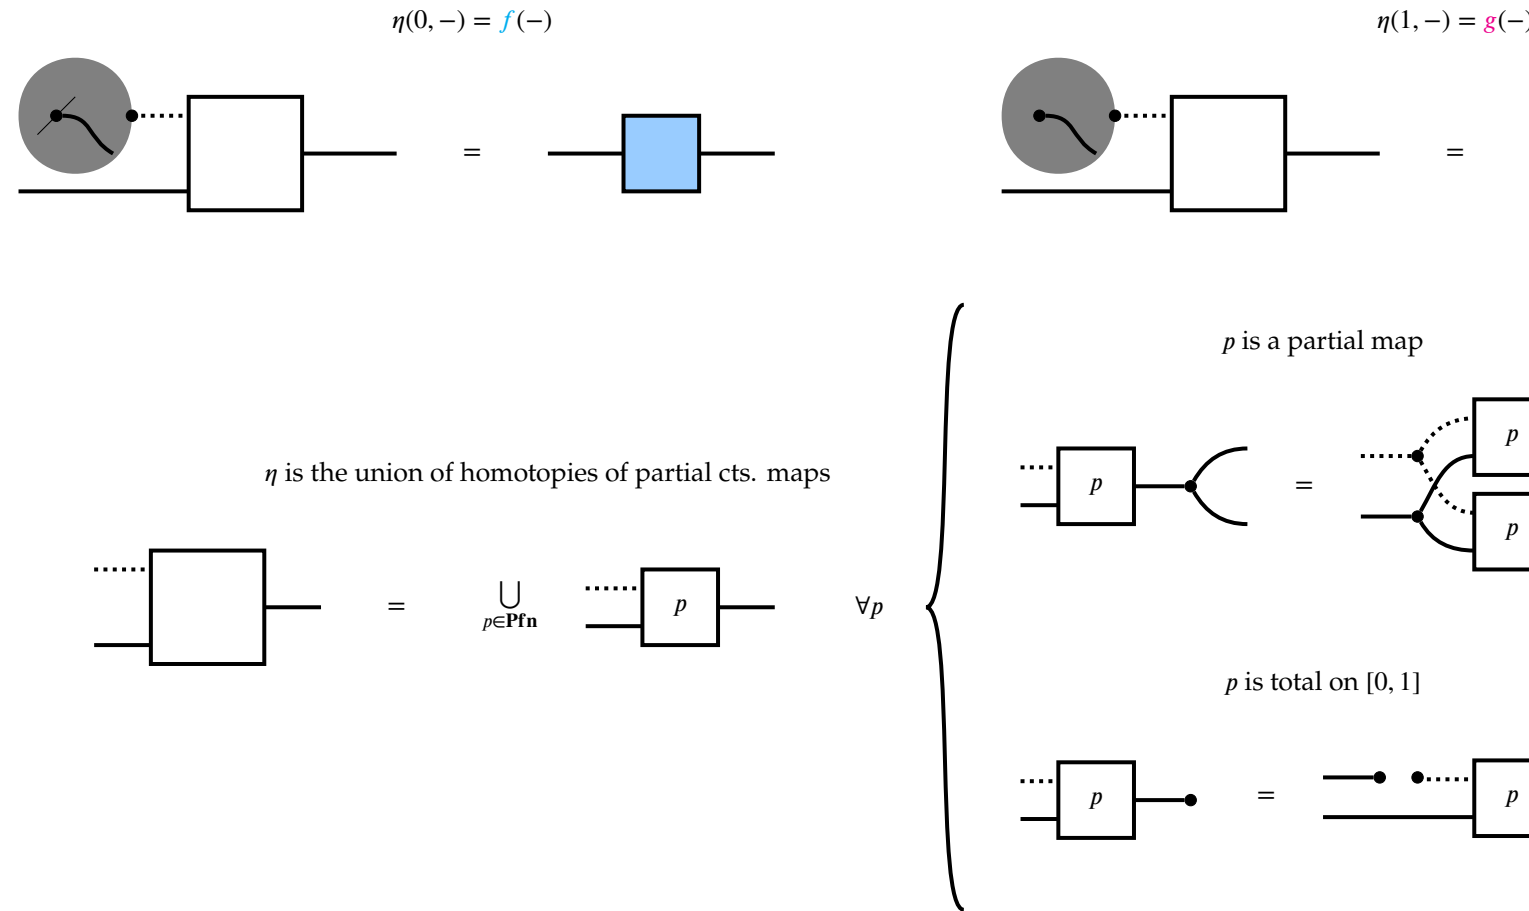 η(0, −) = f(−)
η(1, −) = g(−)
=
=
p is a partial map
p
p
=
p
η is the union of homotopies of partial cts. maps
=
⋃
p∈Pfn
p
∀p
p is total on [0, 1]
p
=
p